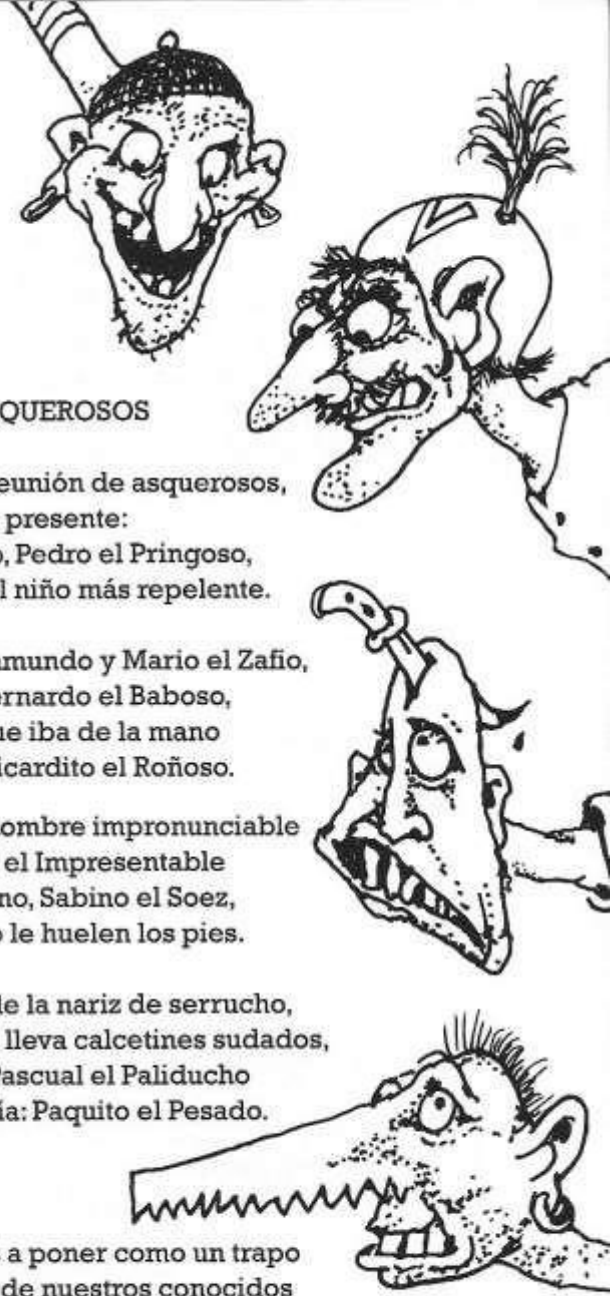 QUEROSOS
eunión de asquerosos,
presente:
o, Pedro el Pringoso,
l niño más repelente.
mundo y Mario el Zafio,
ernardo el Baboso,
ue iba de la mano
icardito el Roñoso.
ombre impronunciable
el Impresentable
no, Sabino el Soez,
o le huelen los pies.
le la nariz de serrucho,
lleva calcetines sudados,
Pascual el Paliducho
ía: Paquito el Pesado.
s a poner como un trapo
de nuestros conocidos